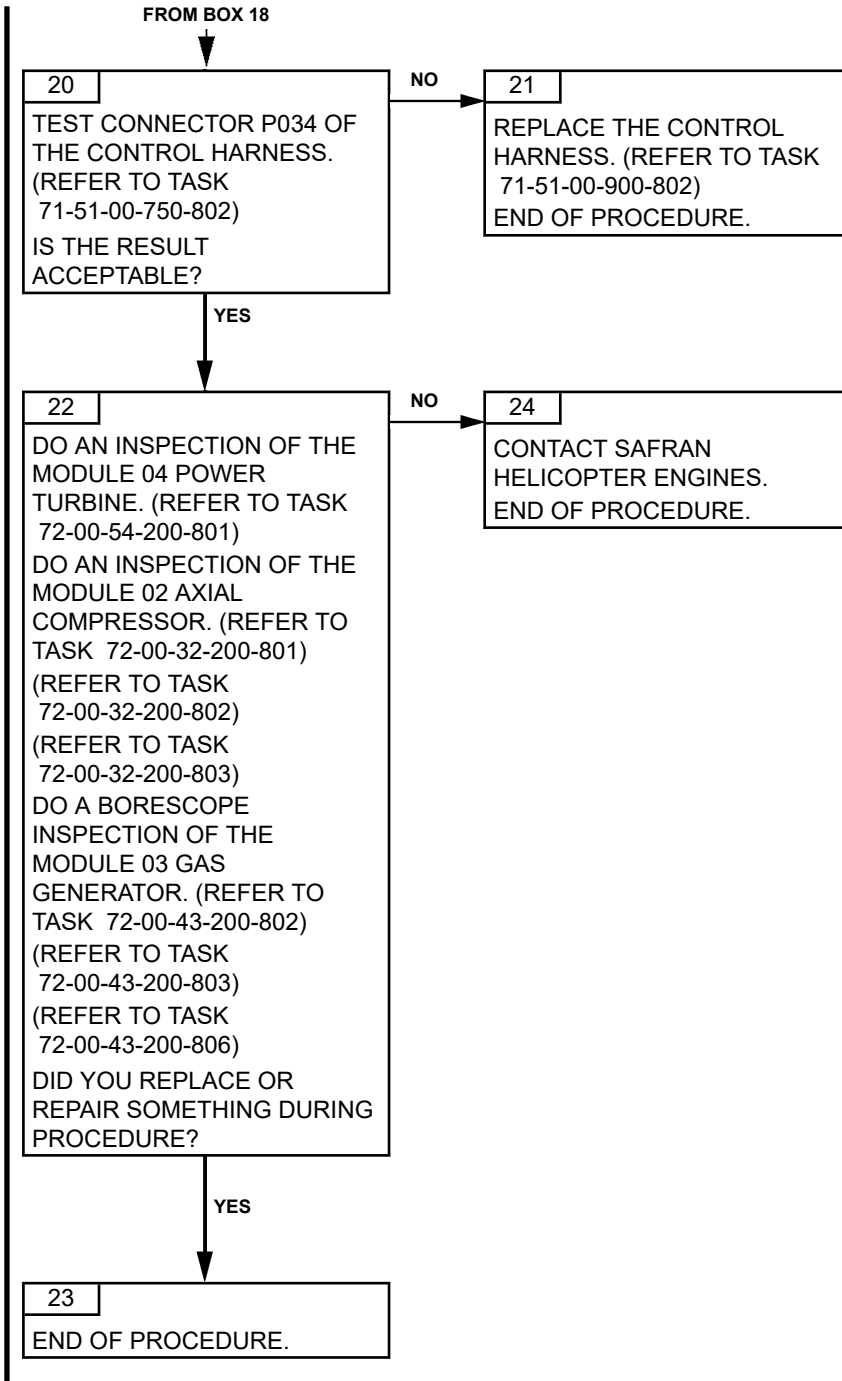 FROM BOX 18
20
TEST CONNECTOR P034 OF
THE CONTROL HARNESS.
(REFER TO TASK
71-51-00-750-802)
IS THE RESULT
ACCEPTABLE?
NO
21
REPLACE THE CONTROL
HARNESS. (REFER TO TASK
71-51-00-900-802)
END OF PROCEDURE.
YES
22
DO AN INSPECTION OF THE
MODULE 04 POWER
TURBINE. (REFER TO TASK
72-00-54-200-801)
DO AN INSPECTION OF THE
MODULE 02 AXIAL
COMPRESSOR. (REFER TO
TASK 72-00-32-200-801)
(REFER TO TASK
72-00-32-200-802)
(REFER TO TASK
72-00-32-200-803)
DO A BORESCOPE
INSPECTION OF THE
MODULE 03 GAS
GENERATOR. (REFER TO
TASK 72-00-43-200-802)
(REFER TO TASK
72-00-43-200-803)
(REFER TO TASK
72-00-43-200-806)
DID YOU REPLACE OR
REPAIR SOMETHING DURING
PROCEDURE?
NO
24
CONTACT SAFRAN
HELICOPTER ENGINES.
END OF PROCEDURE.
YES
23
END OF PROCEDURE.